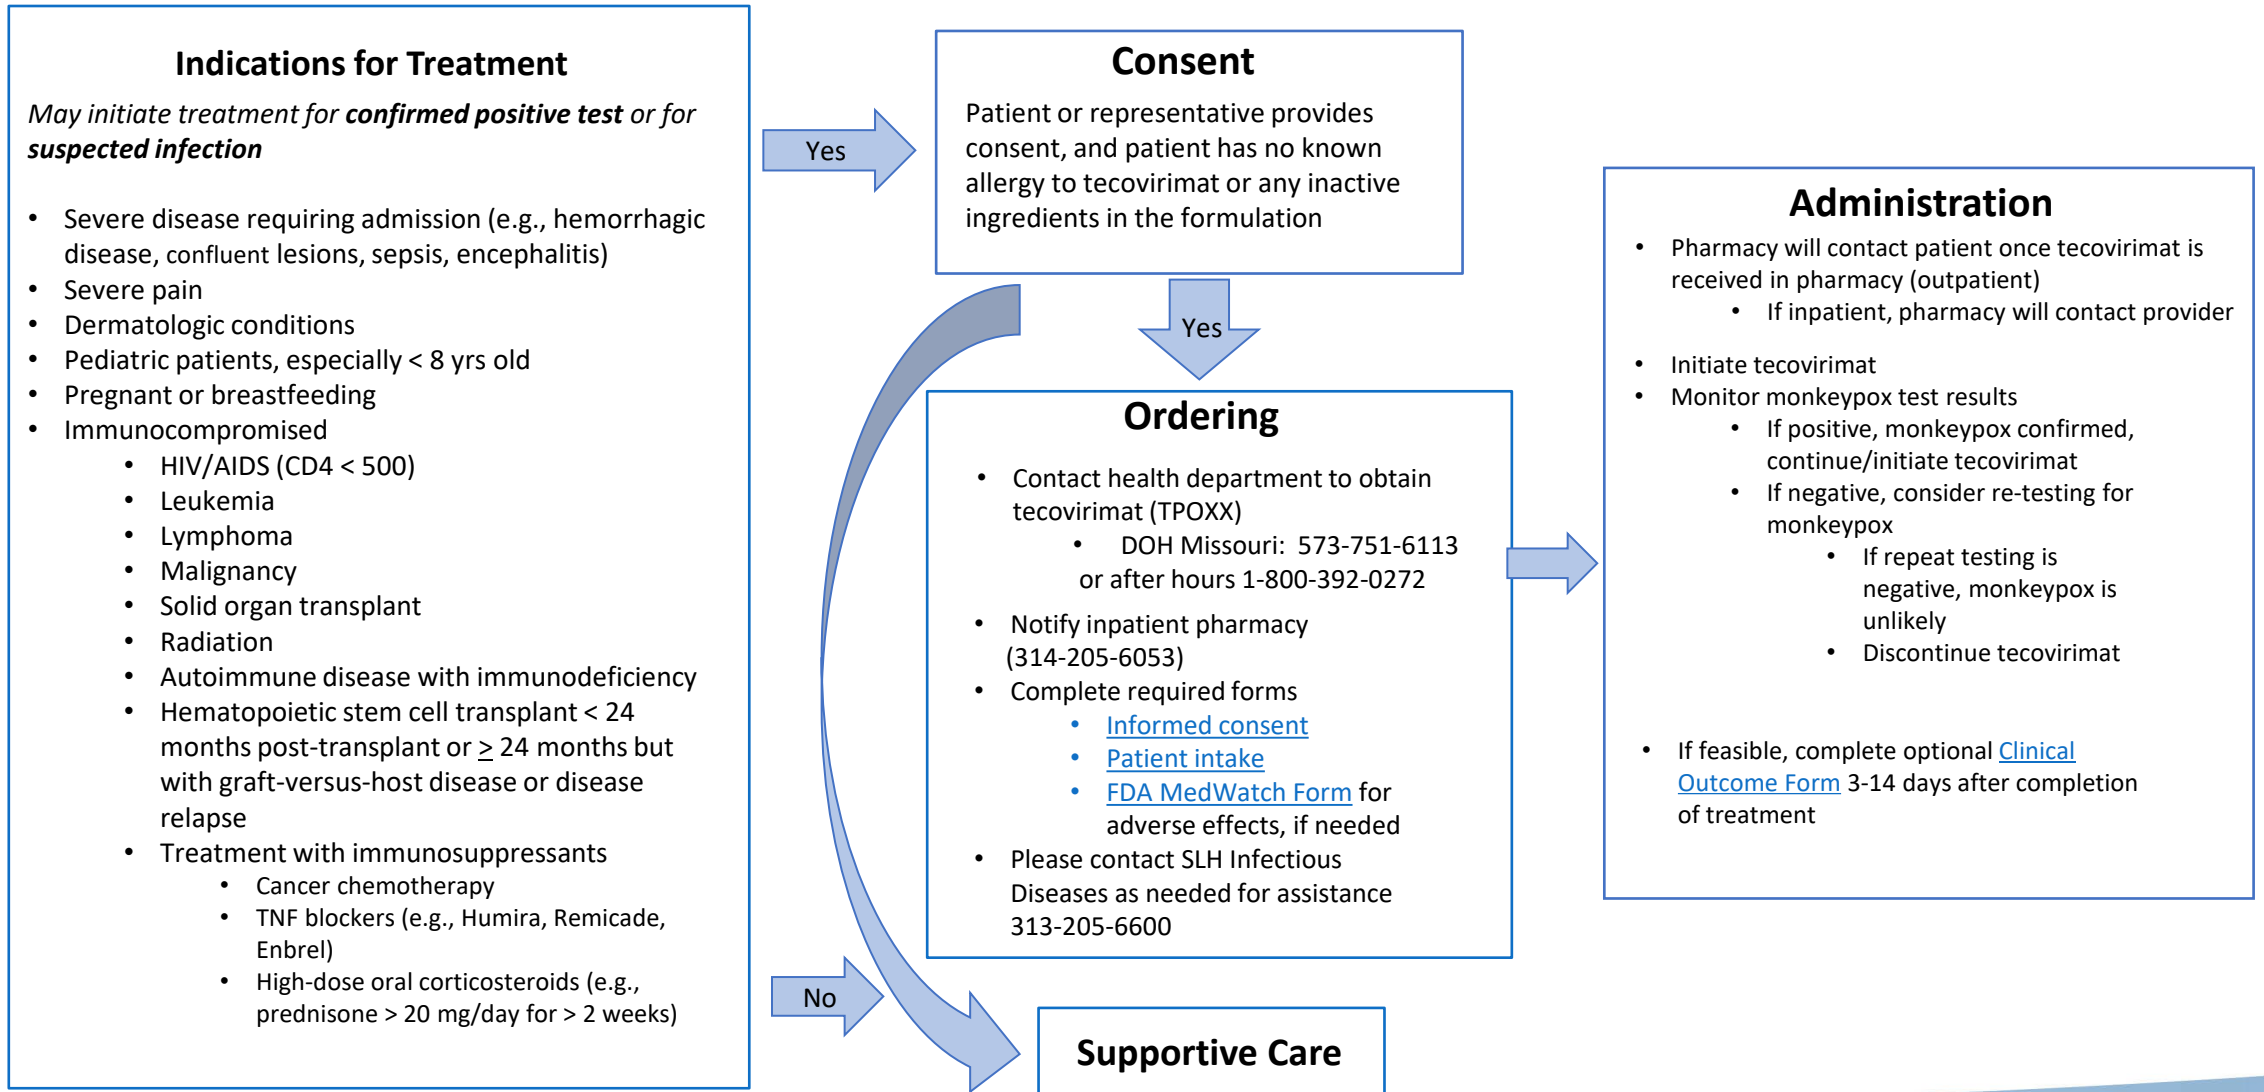 Indications for Treatment
May initiate treatment for confirmed positive test or for
suspected infection
• Severe disease requiring admission (e.g., hemorrhagic
disease, confluent lesions, sepsis, encephalitis)
• Severe pain
• Dermatologic conditions
• Pediatric patients, especially < 8 yrs old
• Pregnant or breastfeeding
• Immunocompromised
• HIV/AIDS (CD4 < 500)
• Leukemia
• Lymphoma
• Malignancy
• Solid organ transplant
• Radiation
• Autoimmune disease with immunodeficiency
• Hematopoietic stem cell transplant < 24
months post-transplant or ≥ 24 months but
with graft-versus-host disease or disease
relapse
• Treatment with immunosuppressants
• Cancer chemotherapy
• TNF blockers (e.g., Humira, Remicade,
Enbrel)
• High-dose oral corticosteroids (e.g.,
prednisone > 20 mg/day for > 2 weeks)
Yes
No
Consent
Patient or representative provides
consent, and patient has no known
allergy to tecovirimat or any inactive
ingredients in the formulation
Yes
Ordering
• Contact health department to obtain
tecovirimat (TPOXX)
• DOH Missouri: 573-751-6113
or after hours 1-800-392-0272
• Notify inpatient pharmacy
(314-205-6053)
• Complete required forms
• Informed consent
• Patient intake
• FDA MedWatch Form for
adverse effects, if needed
• Please contact SLH Infectious
Diseases as needed for assistance
313-205-6600
Supportive Care
Administration
• Pharmacy will contact patient once tecovirimat is
received in pharmacy (outpatient)
• If inpatient, pharmacy will contact provider
• Initiate tecovirimat
• Monitor monkeypox test results
• If positive, monkeypox confirmed,
continue/initiate tecovirimat
• If negative, consider re-testing for
monkeypox
• If repeat testing is
negative, monkeypox is
unlikely
• Discontinue tecovirimat
• If feasible, complete optional Clinical
Outcome Form 3-14 days after completion
of treatment